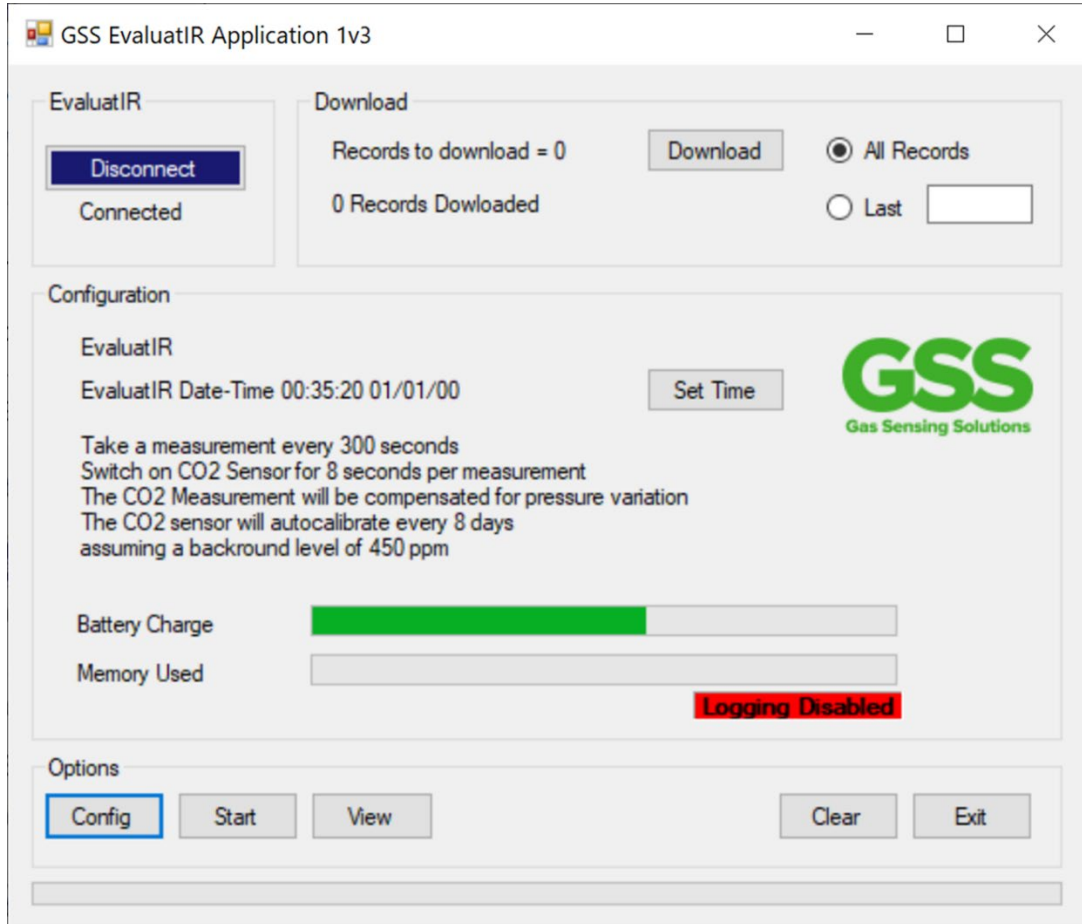 GSS EvaluatIR Application 1v3
EvaluatIR
Disconnect
Connected
Download
Records to download = 0
Download
All Records
0 Records Dowloaded
Last
Configuration
EvaluatIR
EvaluatIR Date-Time 00:35:20 01/01/00
Set Time
GSS
Gas Sensing Solutions
Take a measurement every 300 seconds
Switch on CO2 Sensor for 8 seconds per measurement
The CO2 Measurement will be compensated for pressure variation
The CO2 sensor will autocalibrate every 8 days
assuming a backround level of 450 ppm
Battery Charge
Memory Used
Logging Disabled
Options
Config
Start
View
Clear
Exit